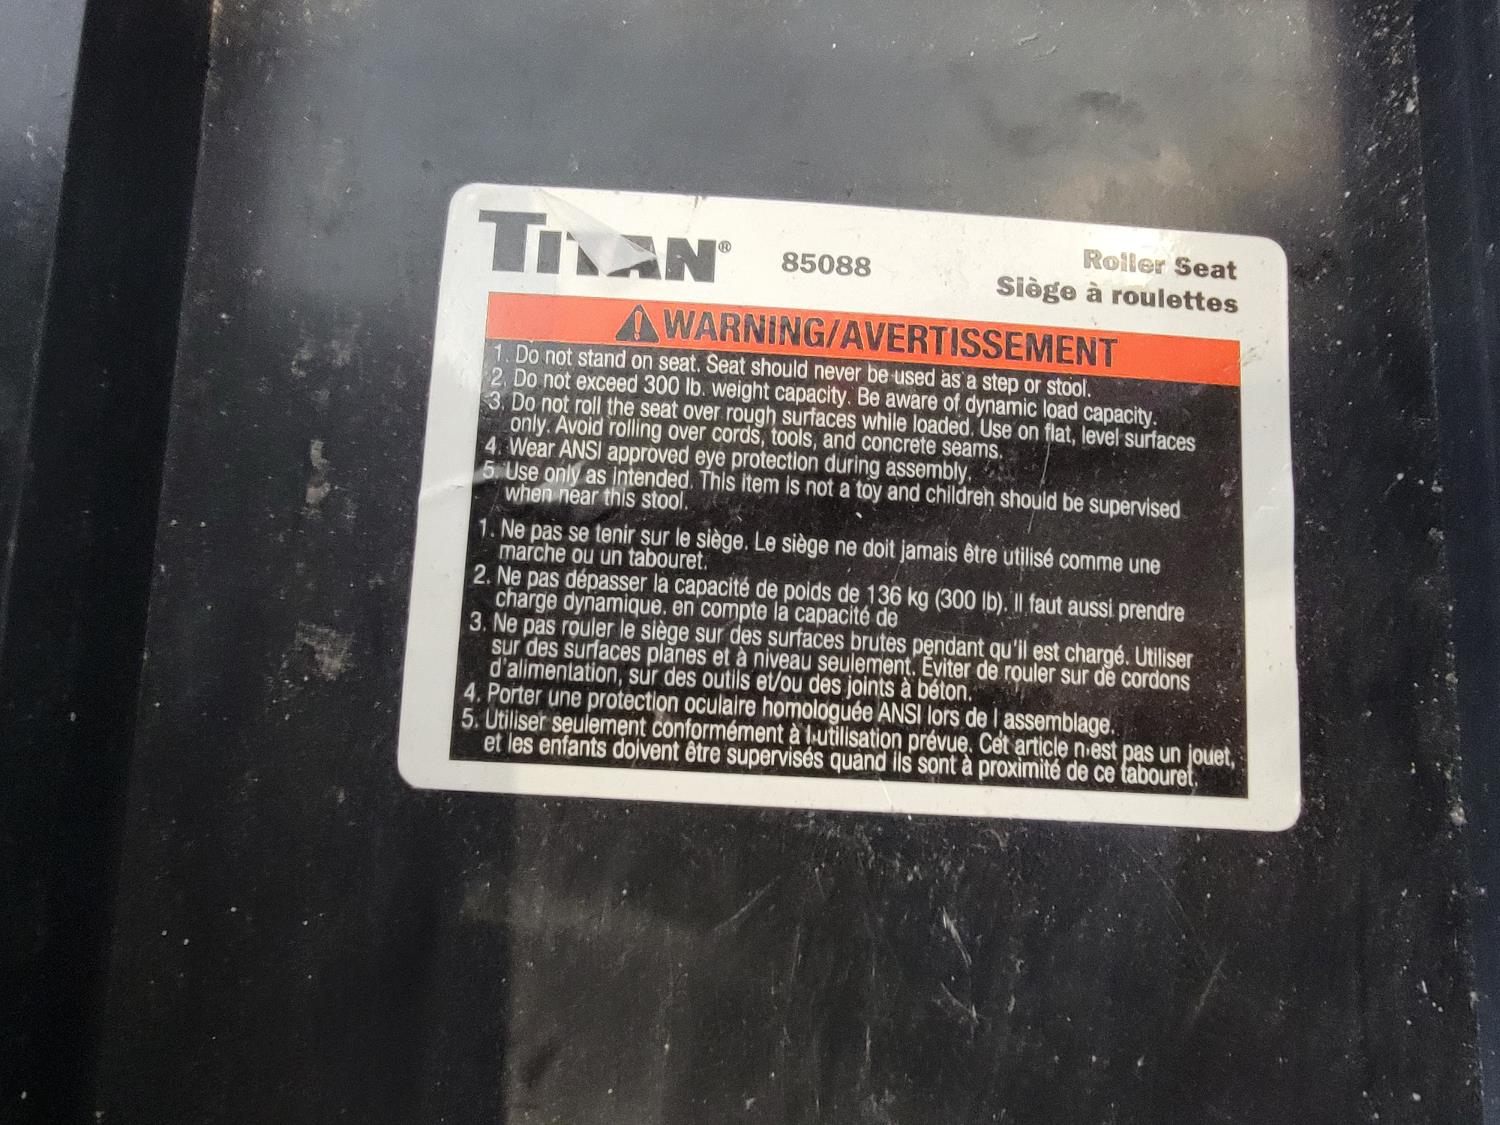 TITAN® 85088 Roller Seat
Siège à roulettes
WARNING/AVERTISSEMENT
1. Do not stand on seat. Seat should never be used as a step or stool.
2. Do not exceed 300 lb. weight capacity. Be aware of dynamic load capacity.
3. Do not roll the seat over rough surfaces while loaded. Use on flat, level surfaces
only. Avoid rolling over cords, tools, and concrete seams.
4. Wear ANSI approved eye protection during assembly.
5. Use only as intended. This item is not a toy and children should be supervised
when near this stool.
1. Ne pas se tenir sur le siège. Le siège ne doit jamais être utilisé comme une
marche ou un tabouret.
2. Ne pas dépasser la capacité de poids de 136 kg (300 lb). Il faut aussi prendre
charge dynamique. en compte la capacité de
3. Ne pas rouler le siège sur des surfaces brutes pendant qu'il est chargé. Utiliser
sur des surfaces planes et à niveau seulement. Éviter de rouler sur de cordons
d'alimentation, sur des outils et/ou des joints à béton.
4. Porter une protection oculaire homologuée ANSI lors de l assemblage.
5. Utiliser seulement conformément à l·utilisation prévue. Cet article n·est pas un jouet,
et les enfants doivent être supervisés quand ils sont à proximité de ce tabouret.